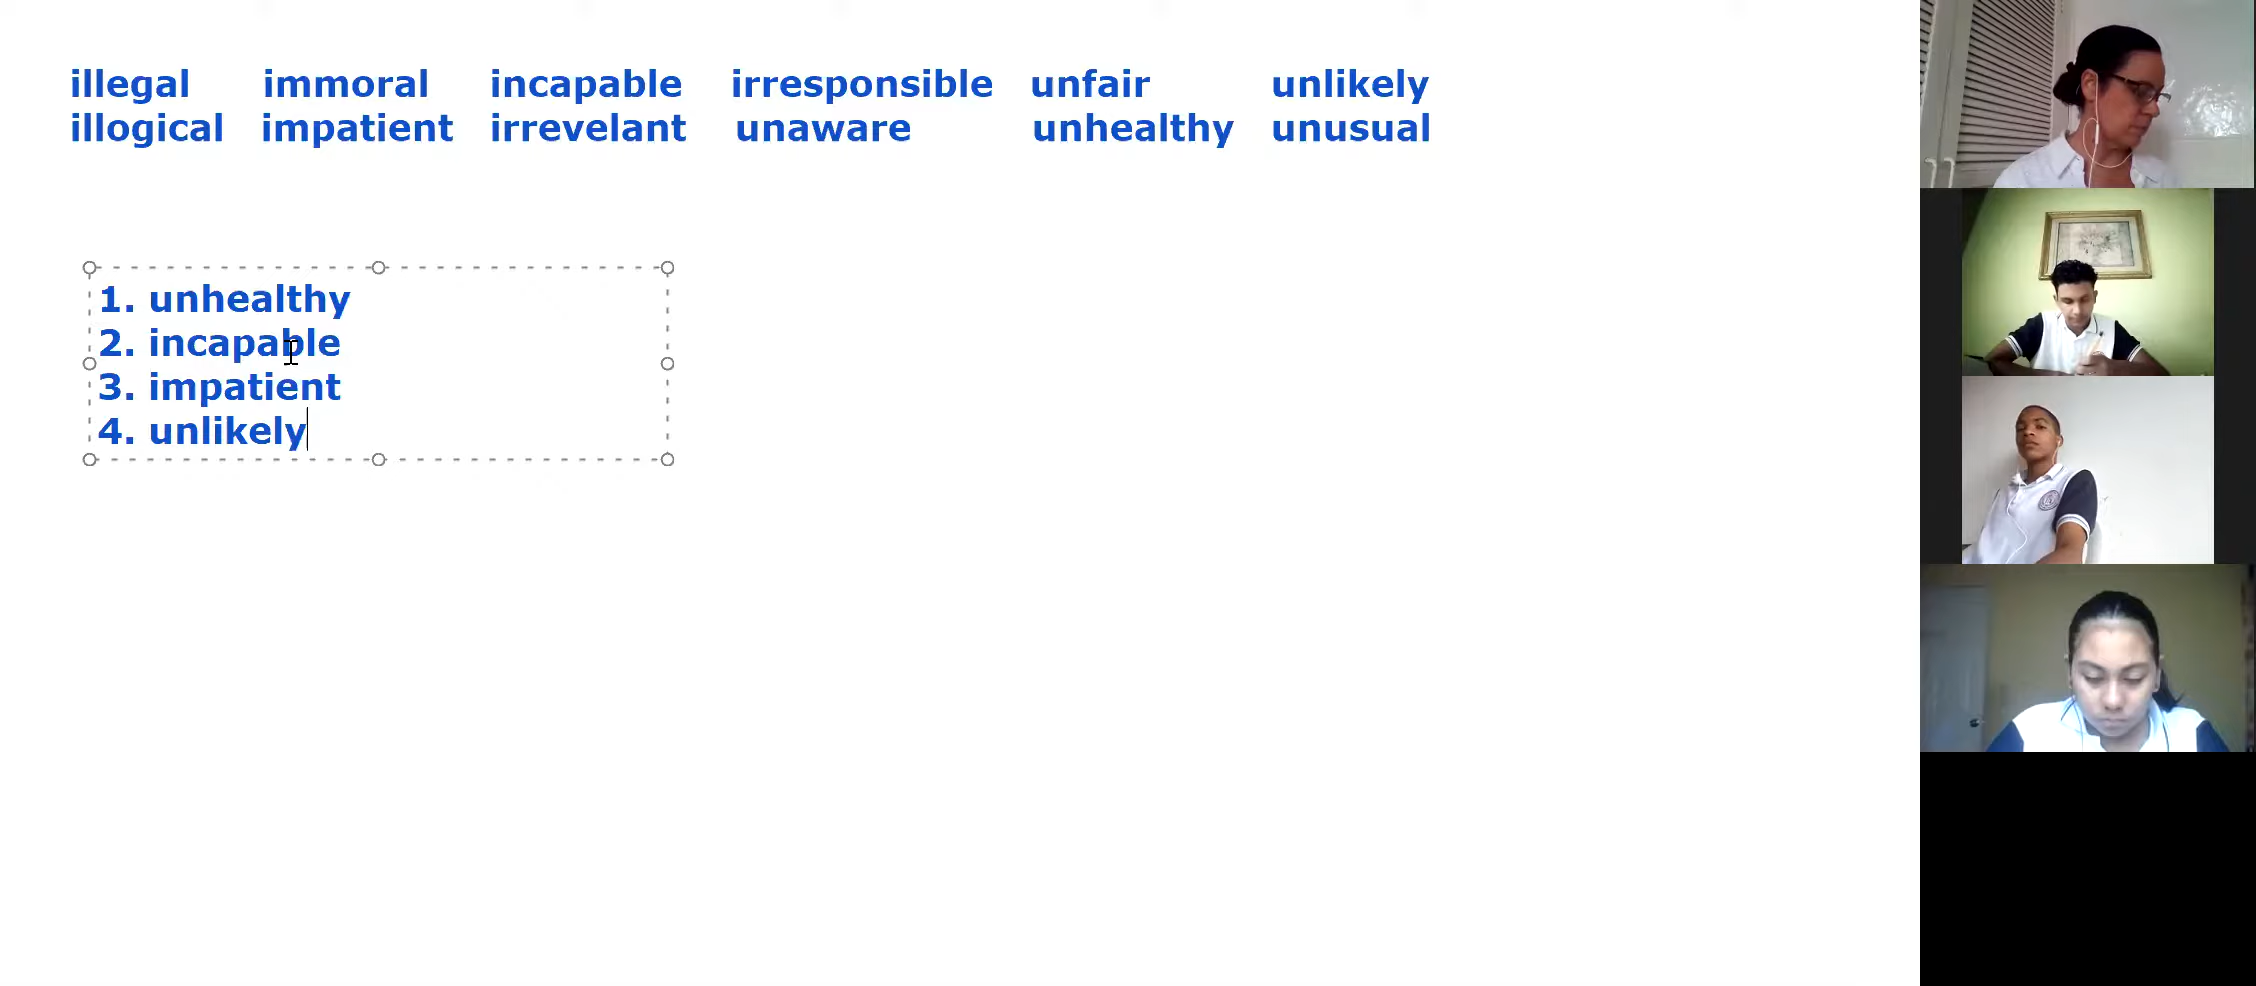 illegal immoral incapable irresponsible unfair unlikely
illogical impatient irrevelant unaware unhealthy unusual
1. unhealthy
2. incapable
3. impatient
4. unlikely